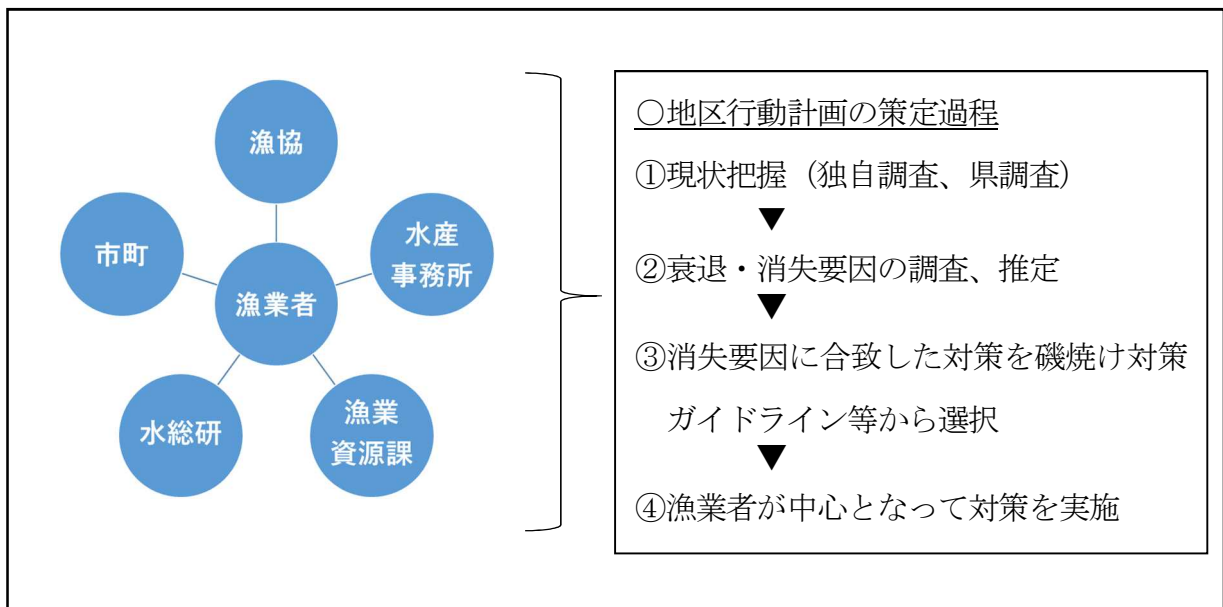 漁協
市町
水産
事務所
漁業者
水総研
漁業
資源課
○地区行動計画の策定過程
①現状把握（独自調査、県調査）
▼
②衰退・消失要因の調査、推定
▼
③消失要因に合致した対策を磯焼け対策
ガイドライン等から選択
▼
④漁業者が中心となって対策を実施